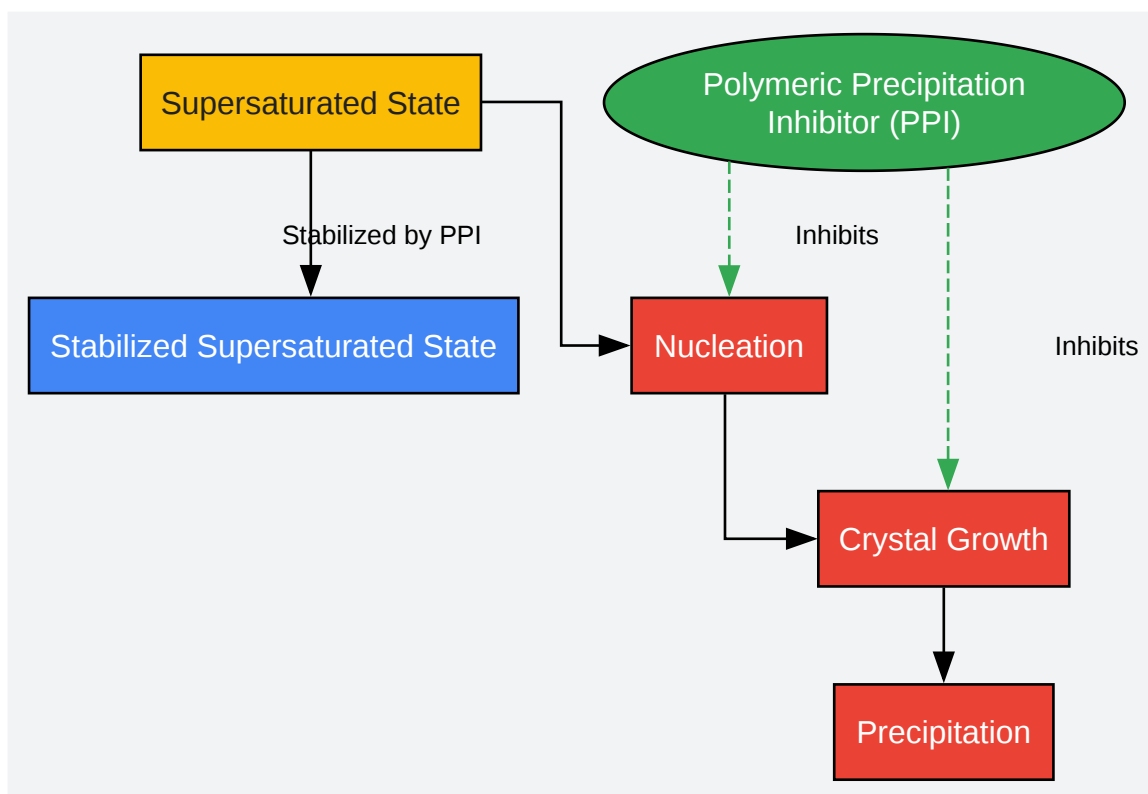 Supersaturated State
Polymeric Precipitation
Inhibitor (PPI)
Stabilized by PPI
Inhibits
Stabilized Supersaturated State
Nucleation
Inhibits
Crystal Growth
Precipitation